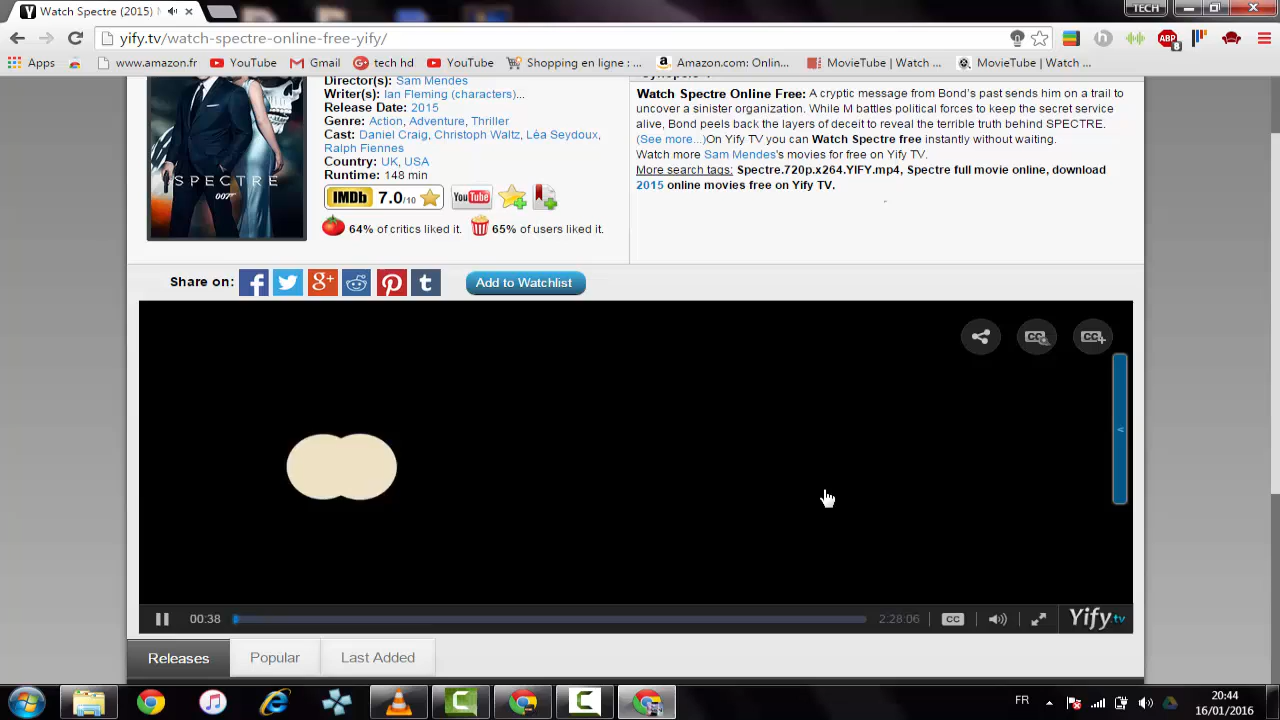 Watch Spectre (2015)
TECH
yify.tv/watch-spectre-online-free-yify/
Apps www.amazon.fr YouTube Gmail tech hd YouTube Shopping en ligne : ... Amazon.com: Onlin... MovieTube | Watch ... MovieTube | Watch ...
Director(s): Sam Mendes
Writer(s): Ian Fleming (characters)...
Release Date: 2015
Genre: Action, Adventure, Thriller
Cast: Daniel Craig, Christoph Waltz, Léa Seydoux,
Ralph Fiennes
Country: UK, USA
Runtime: 148 min
IMDb 7.0/10 YouTube
64% of critics liked it. 65% of users liked it.
SPECTRE
007
Watch Spectre Online Free: A cryptic message from Bond's past sends him on a trail to
uncover a sinister organization. While M battles political forces to keep the secret service
alive, Bond peels back the layers of deceit to reveal the terrible truth behind SPECTRE.
(See more...)On Yify TV you can Watch Spectre free instantly without waiting.
Watch more Sam Mendes's movies for free on Yify TV.
More search tags: Spectre.720p.x264.YIFY.mp4, Spectre full movie online, download
2015 online movies free on Yify TV.
Share on: Add to Watchlist
CC CC+
00:38 2:28:06 CC Yify.tv
Releases Popular Last Added
FR 20:44
16/01/2016